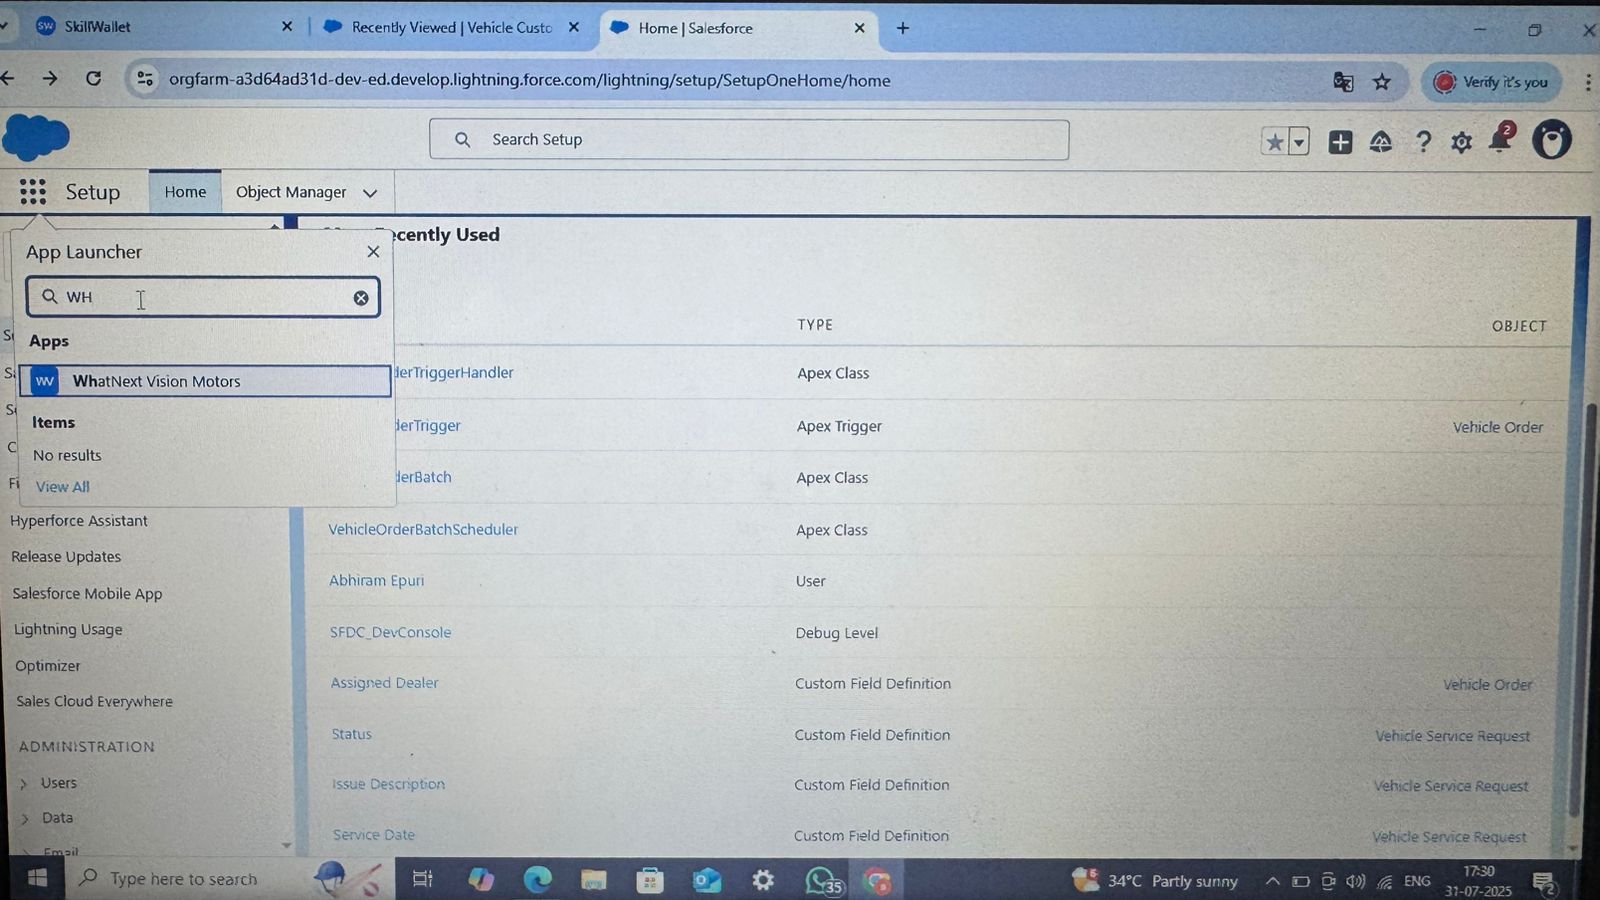 SW SkillWallet
Recently Viewed | Vehicle Custo
Home | Salesforce
orgfarm-a3d64ad31d-dev-ed.develop.lightning.force.com/lightning/setup/SetupOneHome/home
Verify it's you
Search Setup
2
Setup
Home
Object Manager
ecently Used
App Launcher
WH
TYPE
OBJECT
Apps
derTriggerHandler
Apex Class
WV WhatNext Vision Motors
Items
derTrigger
Apex Trigger
Vehicle Order
No results
derBatch
Apex Class
View All
Hyperforce Assistant
VehicleOrderBatchScheduler
Apex Class
Release Updates
Abhiram Epuri
User
Salesforce Mobile App
Lightning Usage
SFDC_DevConsole
Debug Level
Optimizer
Assigned Dealer
Custom Field Definition
Vehicle Order
Sales Cloud Everywhere
Status
Custom Field Definition
Vehicle Service Request
ADMINISTRATION
Users
Issue Description
Custom Field Definition
Vehicle Service Request
Data
Service Date
Custom Field Definition
Vehicle Service Request
Email
Type here to search
35
34°C Partly sunny
ENG
17:30
31-07-2025
2